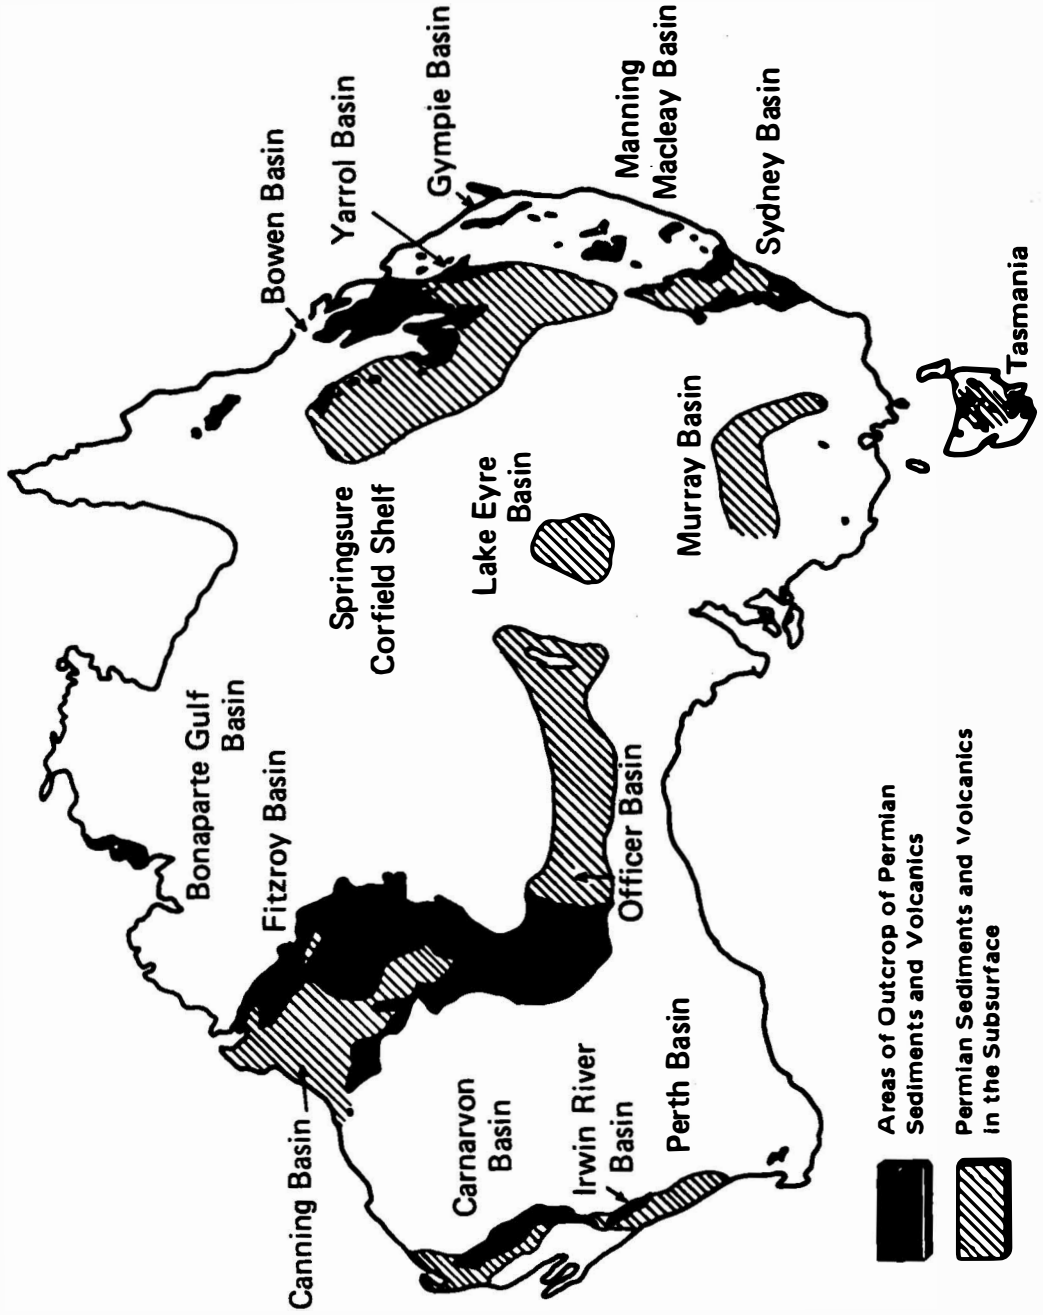 Bonaparte Gulf
Basin
Fitzroy Basin
Canning Basin
Carnarvon
Basin
Irwin River
Basin
Perth Basin
Officer Basin
Springsure
Corfield Shelf
Lake Eyre
Basin
Murray Basin
Bowen Basin
Yarrol Basin
Gympie Basin
Manning
Macleay Basin
Sydney Basin
Tasmania
Areas of Outcrop of Permian
Sediments and Volcanics
Permian Sediments and Volcanics
in the Subsurface